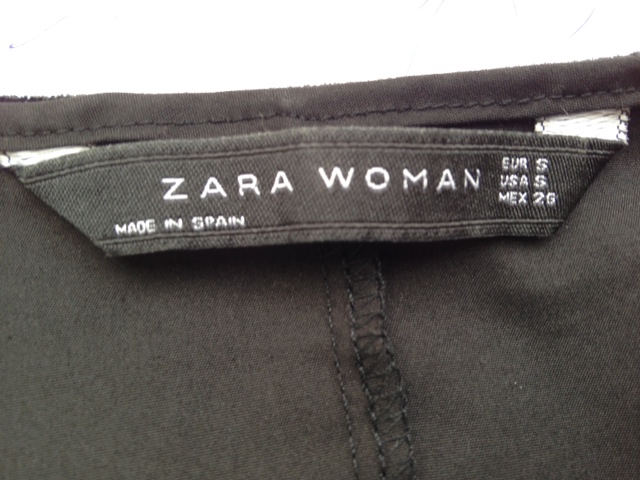 ZARA WOMAN
EUR S
USA S
MEX 26
MADE IN SPAIN